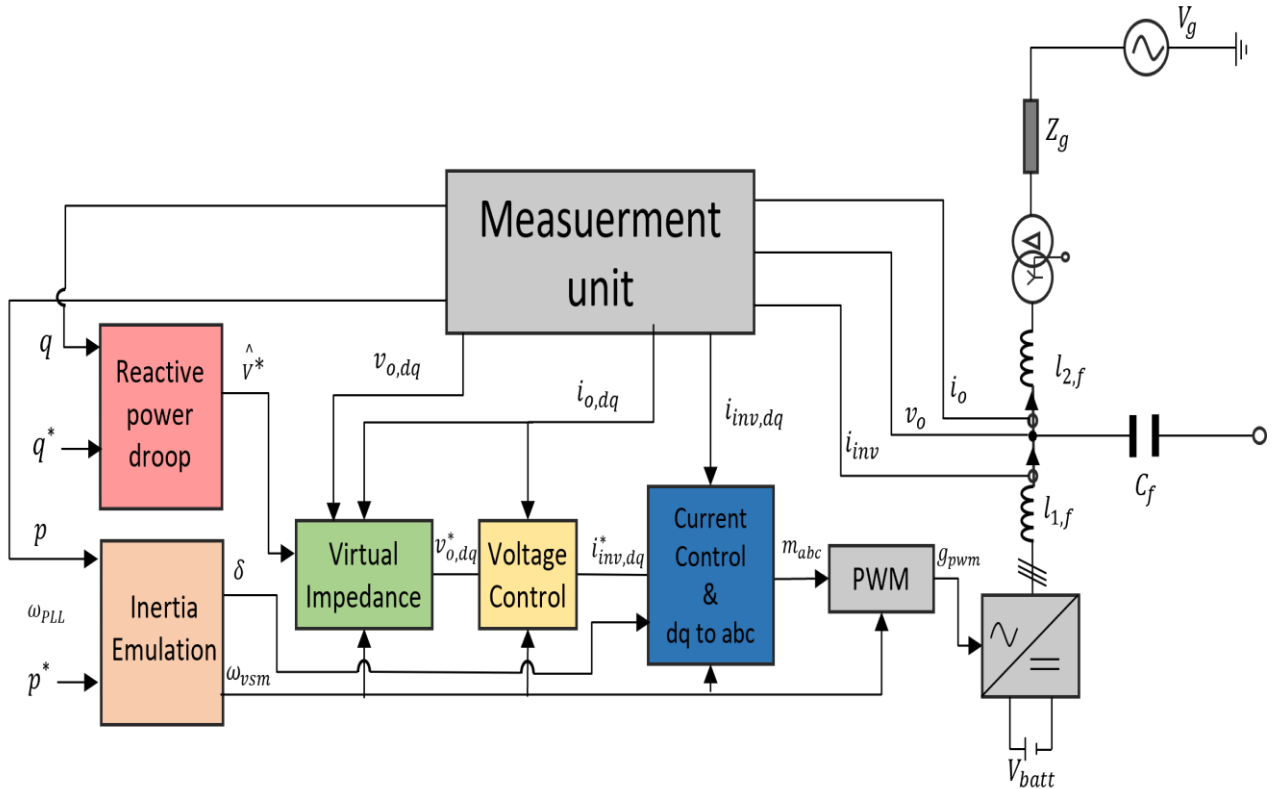 V_g
Z_g
Measuerment
unit
Δ
Y
l_{2,f}
q
Reactive
power
droop
\hat{V}^*
v_{o,dq}
i_{o,dq}
i_{inv,dq}
i_o
v_o
i_{inv}
q^*
C_f
l_{1,f}
p
Inertia
Emulation
δ
ω_{PLL}
p^*
ω_{vsm}
Virtual
Impedance
v^*_{o,dq}
Voltage
Control
i^*_{inv,dq}
Current
Control
&
dq to abc
m_{abc}
PWM
g_{pwm}
V_{batt}